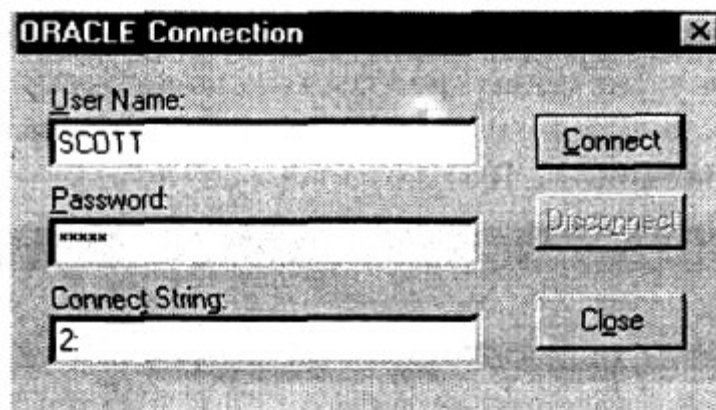 ORACLE Connection
User Name:
SCOTT
Connect
Password:
*****
Disconnect
Connect String:
2:
Close